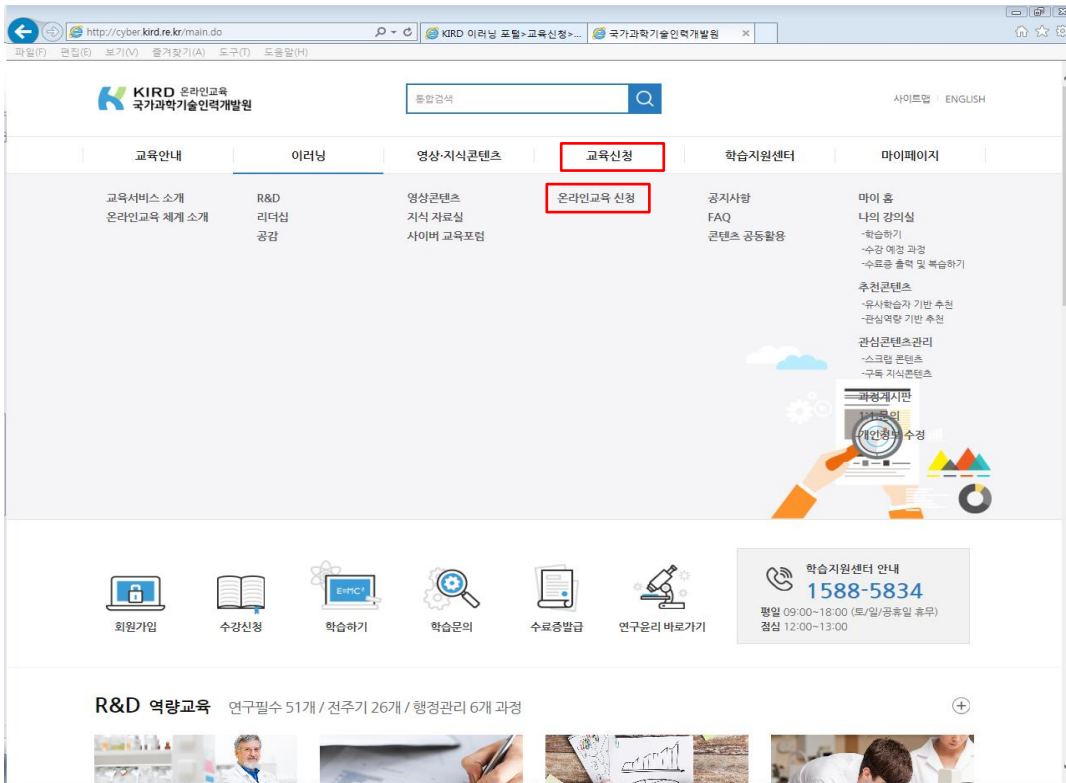 http://cyber.kird.re.kr/main.do
KIRD 이러닝 포털>교육신청>...
국가과학기술인력개발원
파일(F) 편집(E) 보기(V) 즐겨찾기(A) 도구(T) 도움말(H)
KIRD 온라인교육
국가과학기술인력개발원
통합검색
사이트맵 ENGLISH
교육안내 이러닝 영상·지식콘텐츠 교육신청 학습지원센터 마이페이지
교육서비스 소개
온라인교육 체계 소개
R&D
리더십
공감
영상콘텐츠
지식 자료실
사이버 교육포럼
온라인교육 신청
공지사항
FAQ
콘텐츠 공동활용
마이 홈
나의 강의실
-학습하기
-수강 예정 과정
-수료증 출력 및 복습하기
추천콘텐츠
-유사학습자 기반 추천
-관심역량 기반 추천
관심콘텐츠관리
-스크랩 콘텐츠
-구독 지식콘텐츠
과정게시판
1:1 문의
개인정보 수정
E=MC²
회원가입 수강신청 학습하기 학습문의 수료증발급 연구윤리 바로가기
학습지원센터 안내
1588-5834
평일 09:00~18:00 (토/일/공휴일 휴무)
점심 12:00~13:00
R&D 역량교육 연구필수 51개 / 전주기 26개 / 행정관리 6개 과정